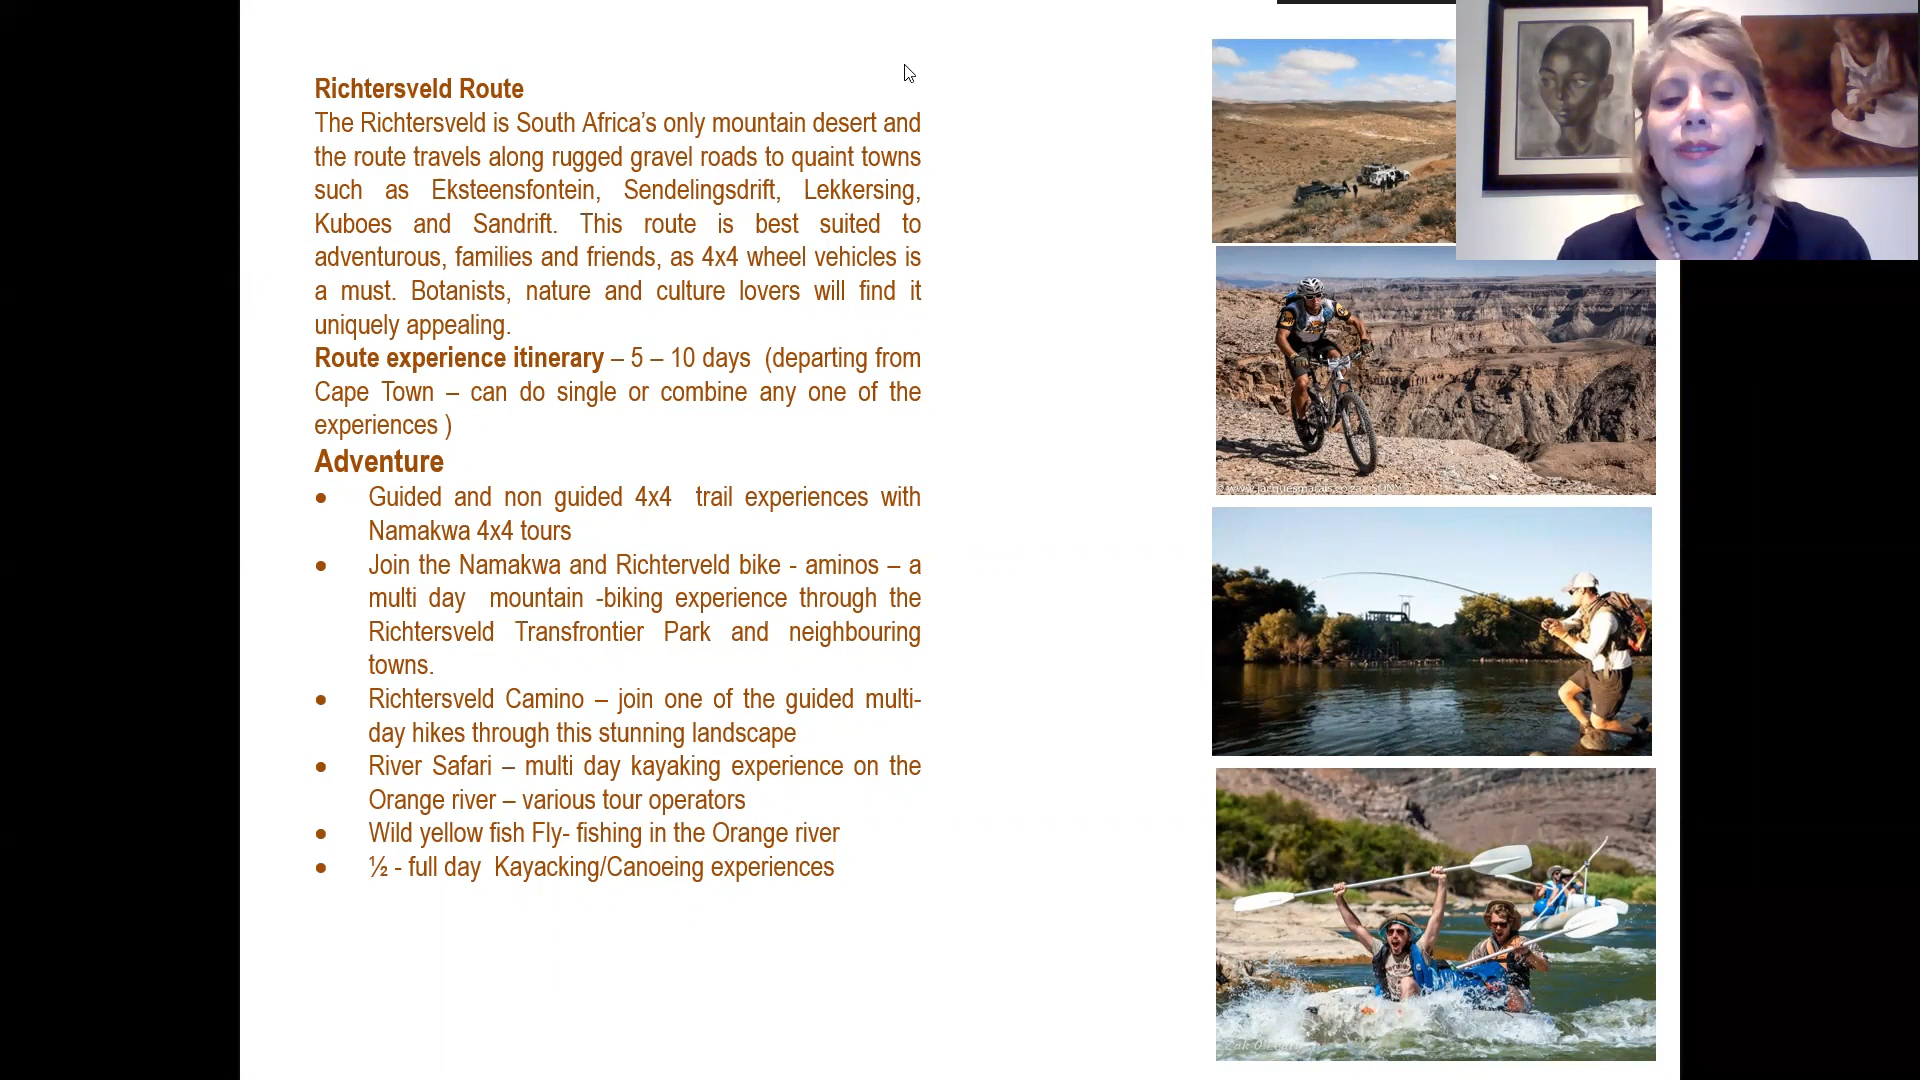 Richtersveld Route
The Richtersveld is South Africa’s only mountain desert and
the route travels along rugged gravel roads to quaint towns
such as Eksteensfontein, Sendelingsdrift, Lekkersing,
Kuboes and Sandrift. This route is best suited to
adventurous, families and friends, as 4x4 wheel vehicles is
a must. Botanists, nature and culture lovers will find it
uniquely appealing.
Route experience itinerary – 5 – 10 days (departing from
Cape Town – can do single or combine any one of the
experiences )
Adventure
• Guided and non guided 4x4 trail experiences with
Namakwa 4x4 tours
• Join the Namakwa and Richterveld bike - aminos – a
multi day mountain -biking experience through the
Richtersveld Transfrontier Park and neighbouring
towns.
• Richtersveld Camino – join one of the guided multi-
day hikes through this stunning landscape
• River Safari – multi day kayaking experience on the
Orange river – various tour operators
• Wild yellow fish Fly- fishing in the Orange river
• ½ - full day Kayacking/Canoeing experiences